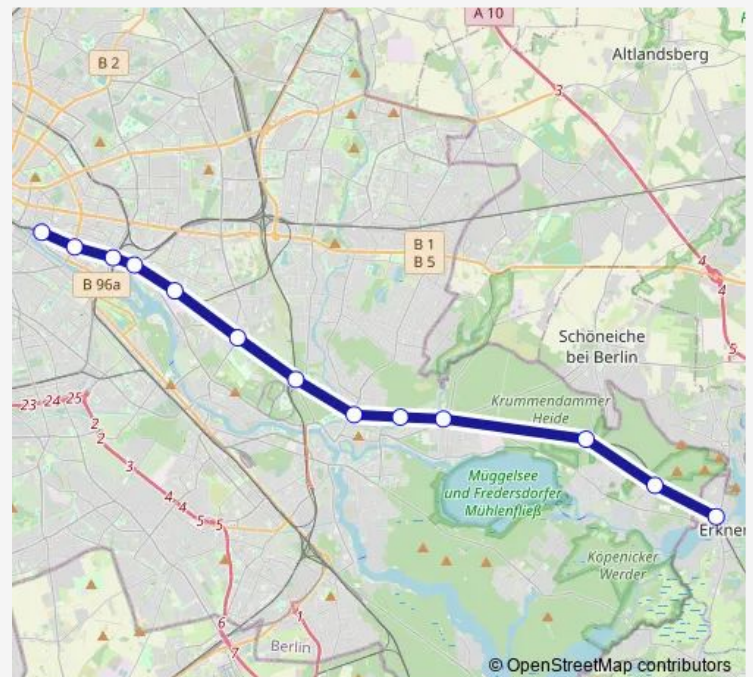 A 10
B 2
Altlandsberg
3
B 1
B 5
B 96a
4
4
5
Schöneiche
bei Berlin
23 24 25
2
2
3
4 4 5 5
Krummendammer
Heide
Müggelsee
und Fredersdorfer
Mühlenfließ
Erkner
Köpenicker
Werder
6
7
1
Berlin
© OpenStreetMap contributors